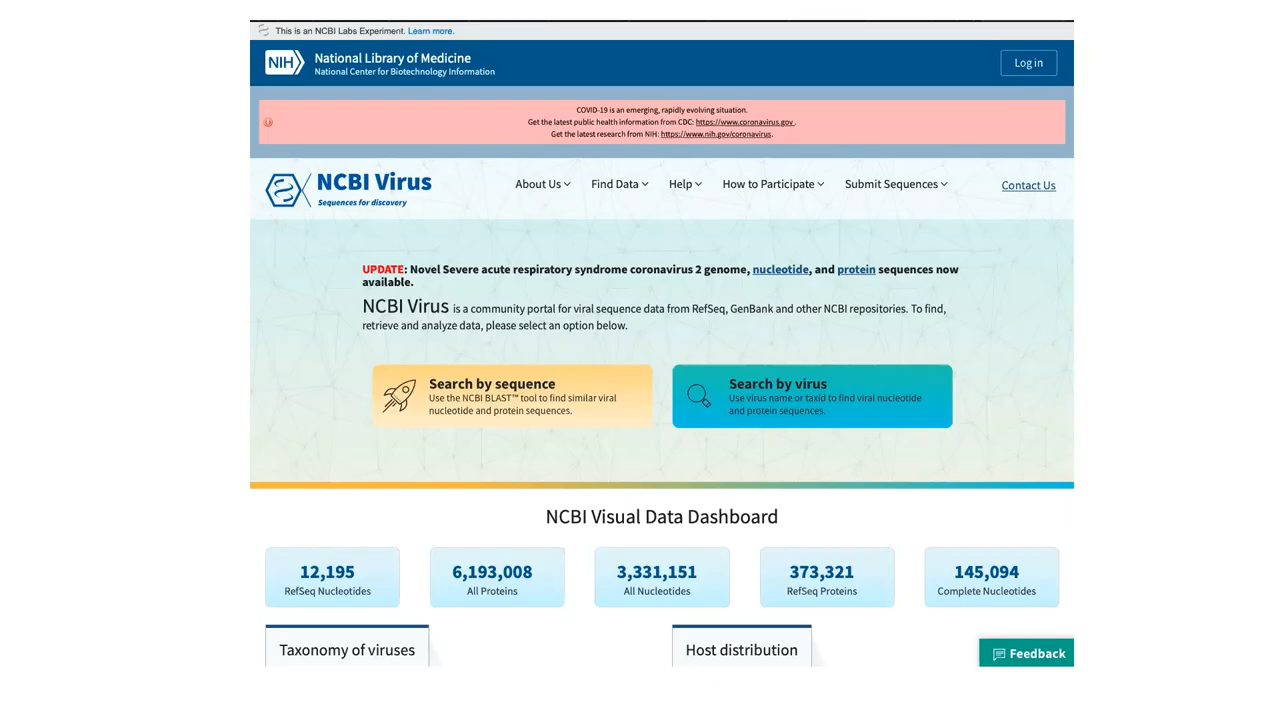 This is an NCBI Labs Experiment. Learn more.
NIH
National Library of Medicine
National Center for Biotechnology Information
Log in
COVID-19 is an emerging, rapidly evolving situation.
Get the latest public health information from CDC: https://www.coronavirus.gov .
Get the latest research from NIH: https://www.nih.gov/coronavirus.
NCBI Virus
Sequences for discovery
About Us
Find Data
Help
How to Participate
Submit Sequences
Contact Us
UPDATE: Novel Severe acute respiratory syndrome coronavirus 2 genome, nucleotide, and protein sequences now
available.
NCBI Virus is a community portal for viral sequence data from RefSeq, GenBank and other NCBI repositories. To find,
retrieve and analyze data, please select an option below.
Search by sequence
Use the NCBI BLAST™ tool to find similar viral
nucleotide and protein sequences.
Search by virus
Use virus name or taxid to find viral nucleotide
and protein sequences.
NCBI Visual Data Dashboard
12,195
RefSeq Nucleotides
6,193,008
All Proteins
3,331,151
All Nucleotides
373,321
RefSeq Proteins
145,094
Complete Nucleotides
Taxonomy of viruses
Host distribution
Feedback